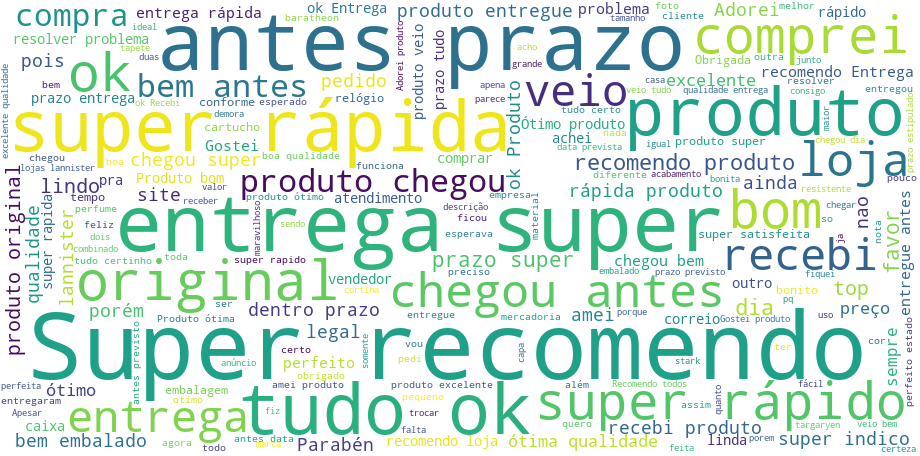 compra
entrega rápida
baratheon
ok Entrega
produto entregue
problema
foto
cliente
Adorei
melhor
rápido
ideal
tapete
duas
resolver problema
antes
prazo
tamanho
Adorei produto
comprei
Obrigada
outra
junto
pois
ok
bem antes
pedido
produto veio
prazo tudo
acho
grande
excelente
recomendo Entrega
excelente qualidade
bem
prazo entrega
ok Recebi
conforme
esperado
relógio
apena
parece
veio
veio tudo
casa
qualidade entrega
resolver
consigo
entregou
super rápida
demora
cartucho
Gostei
boa qualidade
funciona
ok Produto
tudo certo
Ótimo produto
nada
produto
maior
chegou dia
prazo estipulado
data prevista
igual
produto super
chegou
lojas lannister
boa
chegou super
comprar
achei
diferente
acabamento
recomendo produto
bonita
loja
resistente
pouco
lindo
pra
Produto bom
valor
produto chegou
rápida produto
ainda
nao
tempo
site
receber
produto ótimo
atendimento
empresa
descrição
ficou
material
bom
so
chegar
nota
favor
entregue antes
produto original
qualidade
super rapida
lannister
perfume
feliz
dois
combinado
tudo certinho
entrega super
maravilhoso
sendo
esperava
super satisfeita
recebi
ja
toda
super rapido
original
vendedor
cortina
preciso
prazo super
chegou bem
embalado
prazo previsto
fiquei
outro
bonito
top
chegou antes
porém
ser
Produto ótima
dentro prazo
entregue
mercadoria
amei
porque
correio
dia
Gostei produto
pq
uso
preço
legal
vou
capa
stark
Super recomendo
antes previsto
anúncio
certo
perfeito
obrigado
somente
pedi
ter
cor
sempre
perfeito estado
perfeita
ótimo
entregaram
Apesar
embalagem
otimo
amei produto
produto excelente
pequeno
além
Recomendo todos
quanto
fácil
caixa
entrega
fiz
tudo ok
trocar
falta
quero
assim
super rápido
targaryen
veio bem
bem embalado
agora
todo
antes data
marca
Parabén
recomendo loja
ótima qualidade
recebi produto
feita
linda
porem
super indico
certeza